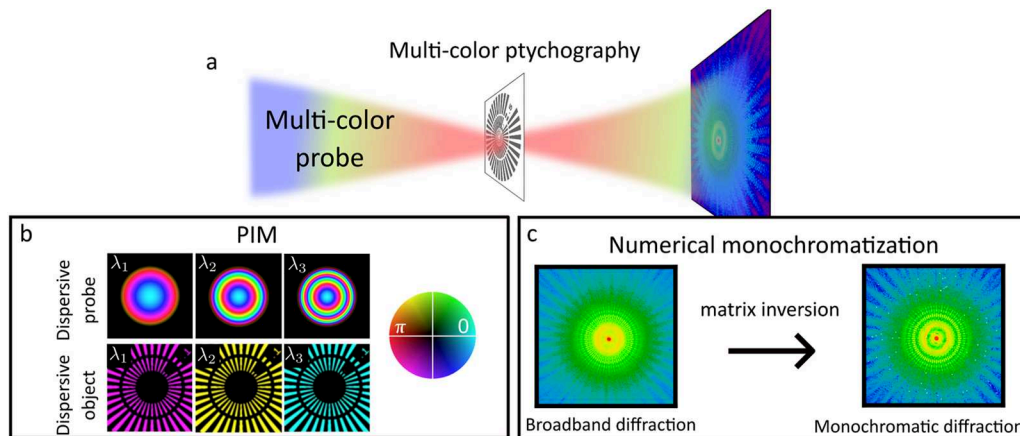 Multi-color ptychography
a
Multi-color
probe
b
PIM
Dispersive
probe
λ1
λ2
λ3
Dispersive
object
λ1
λ2
λ3
π
0
c
Numerical monochromatization
matrix inversion
Broadband diffraction
Monochromatic diffraction